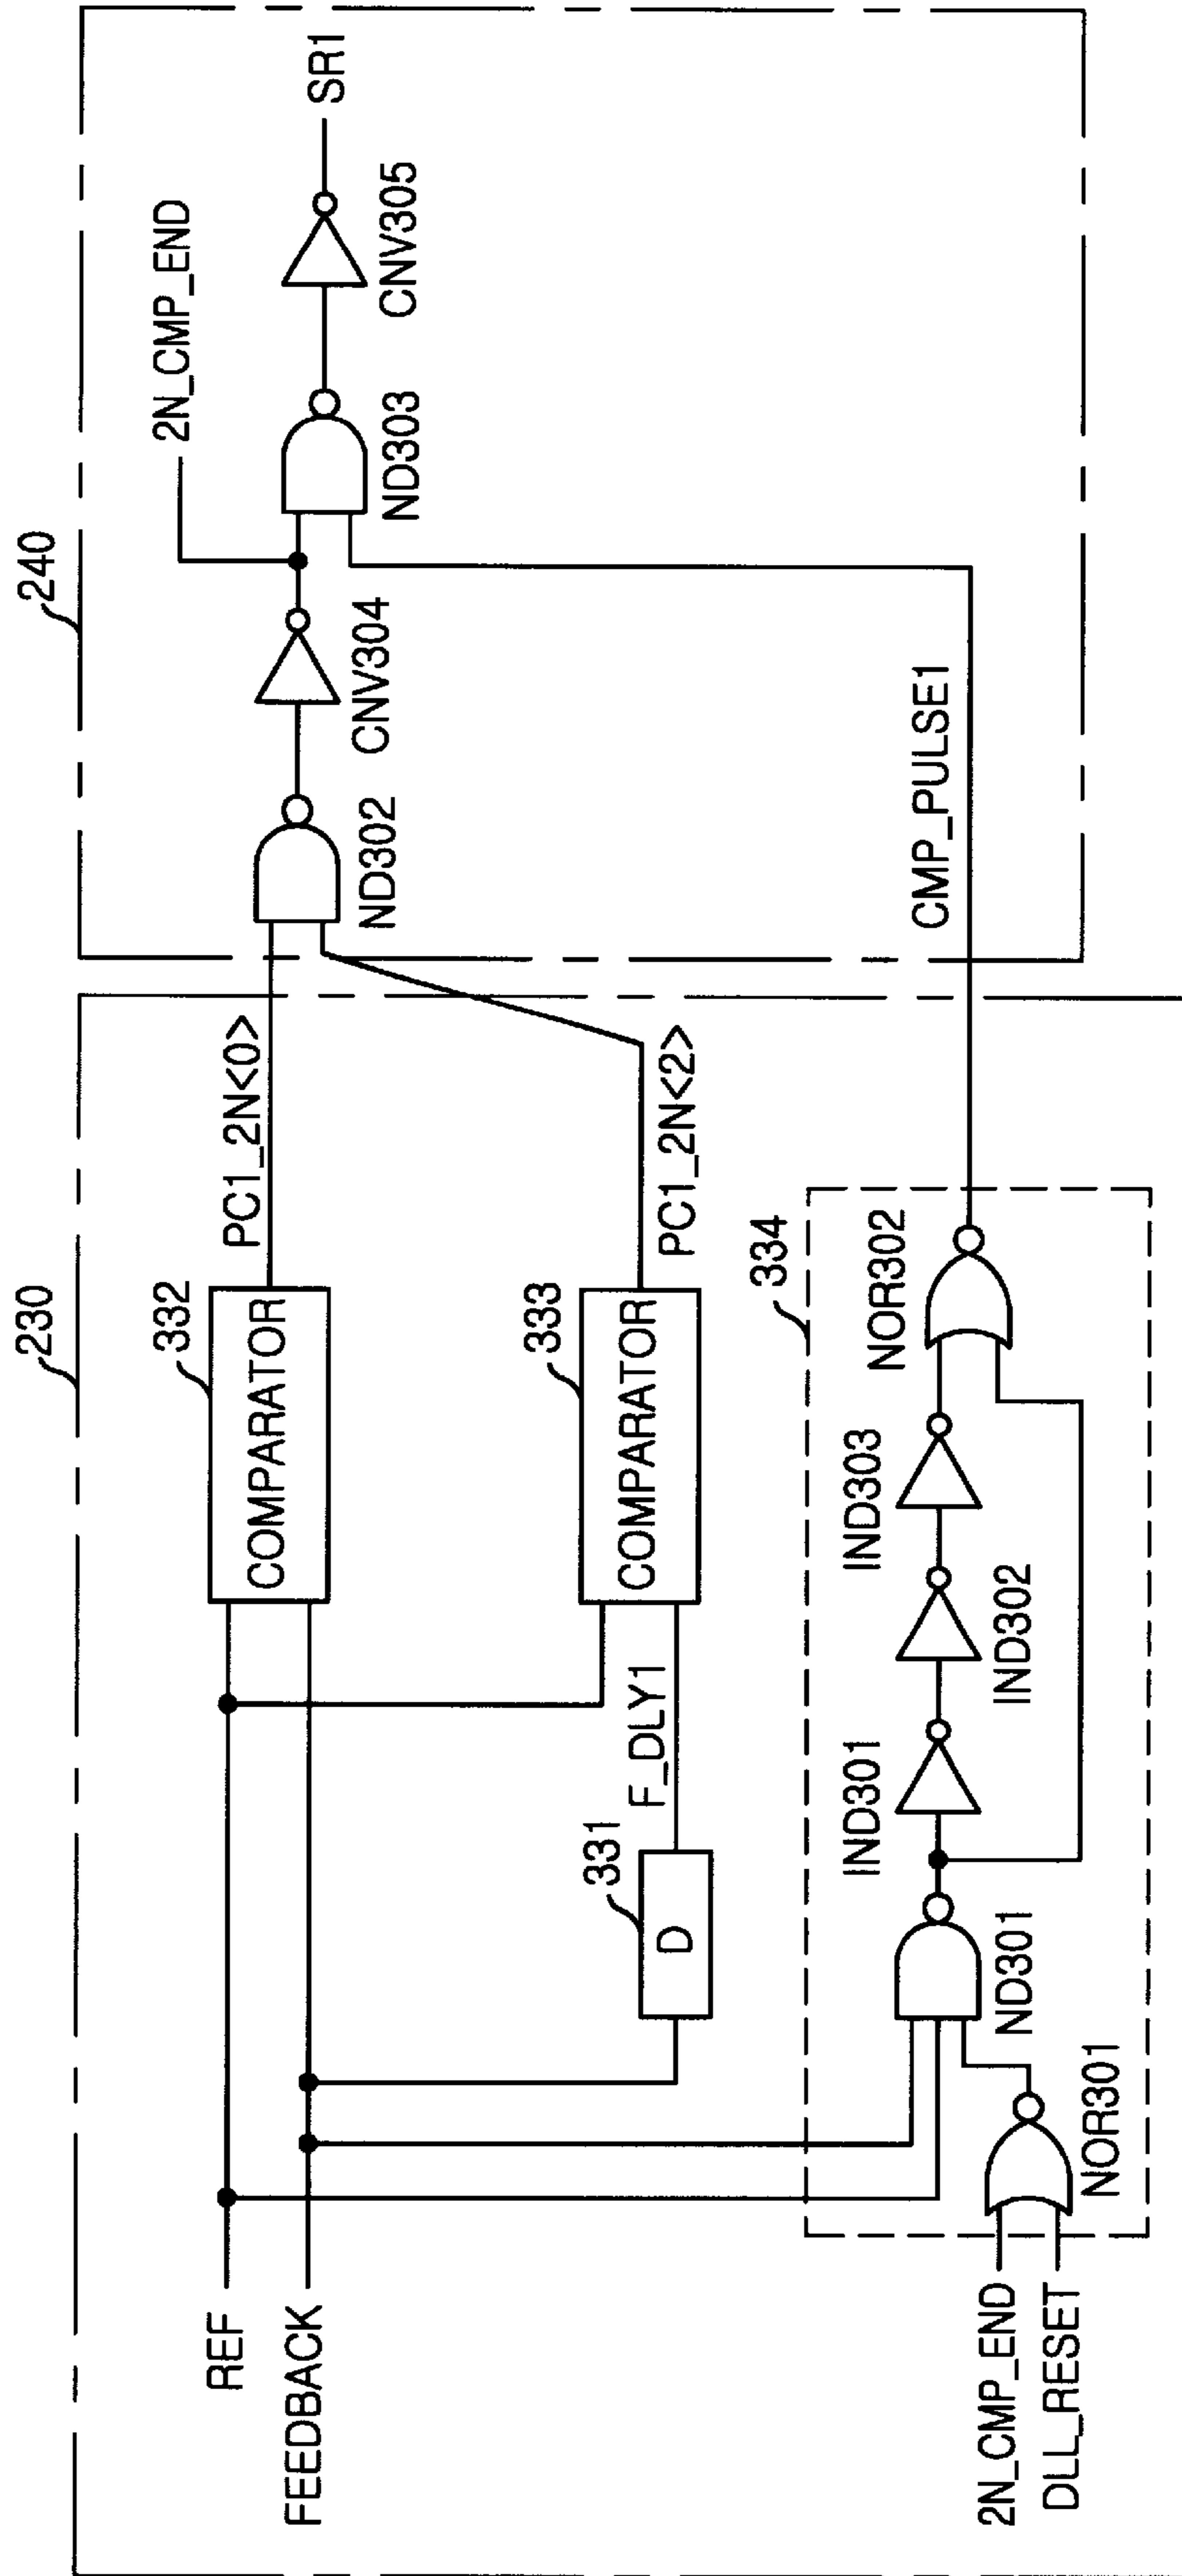 230
240
REF
FEEDBACK
332
COMPARATOR
PC1_2N<0>
ND302
CNV304
2N_CMP_END
ND303
CNV305
SR1
331
D
F_DLY1
333
COMPARATOR
PC1_2N<2>
334
2N_CMP_END
DLL_RESET
NOR301
ND301
IND301
IND302
IND303
NOR302
CMP_PULSE1